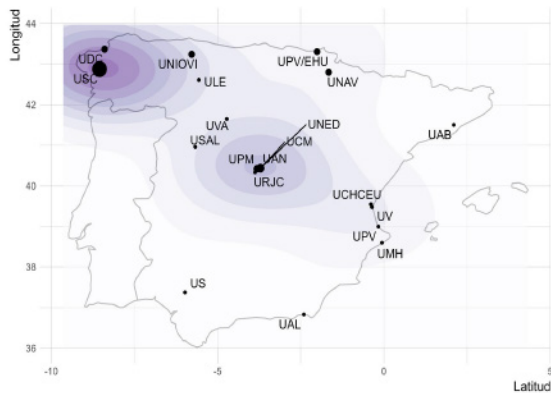 Longitud
44
UDC
USC
UNIOVI
UPV/EHU
UNAV
ULE
42
UVA
UNED
UAB
USAL
UCM
UPM
UAN
40
URJC
UCHCEU
UV
UPV
UMH
38
US
UAL
36
-10
-5
0
5
Latitud